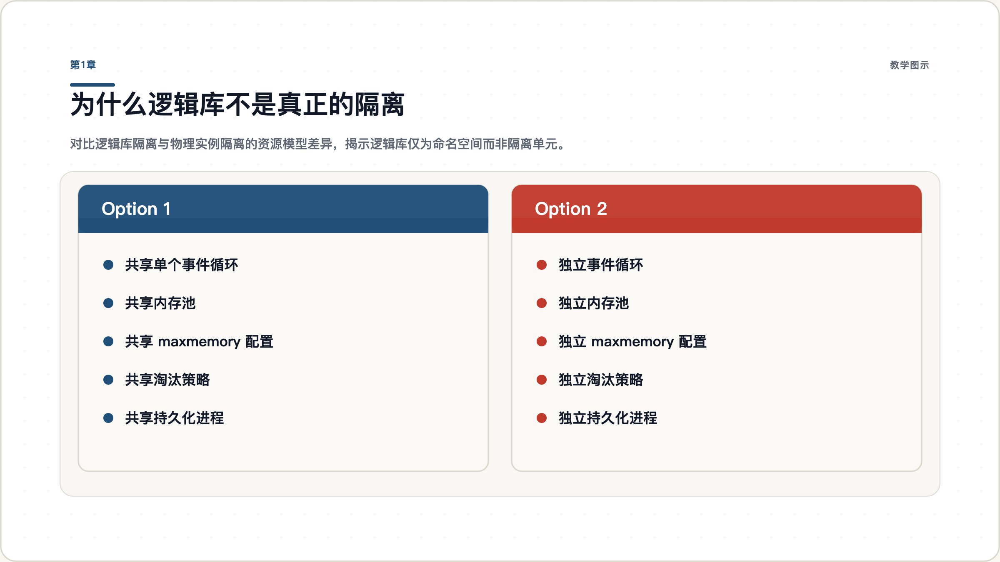 第1章
教学图示
为什么逻辑库不是真正的隔离
对比逻辑库隔离与物理实例隔离的资源模型差异，揭示逻辑库仅为命名空间而非隔离单元。
Option 1
共享单个事件循环
共享内存池
共享 maxmemory 配置
共享淘汰策略
共享持久化进程
Option 2
独立事件循环
独立内存池
独立 maxmemory 配置
独立淘汰策略
独立持久化进程